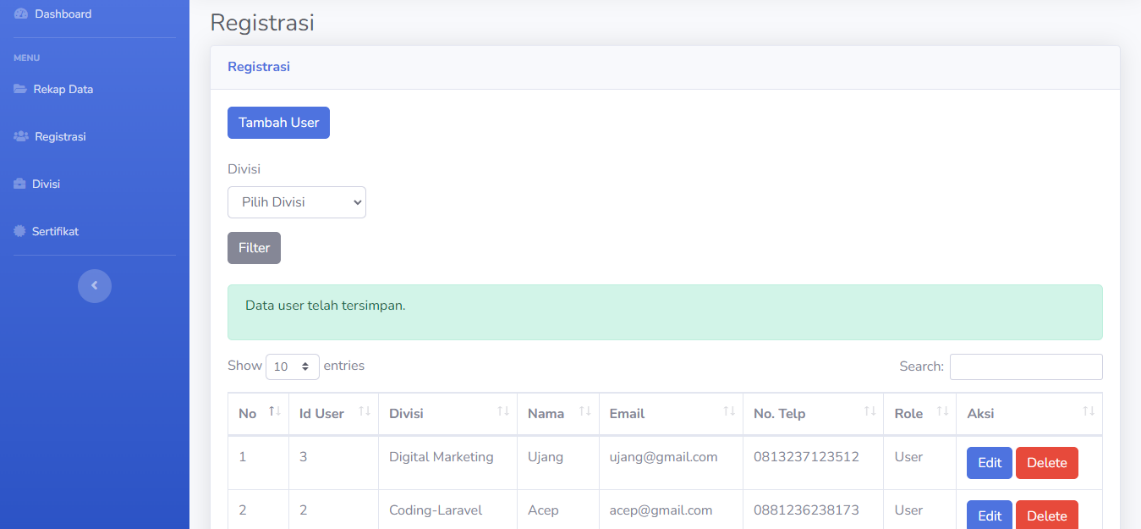 Dashboard
MENU
Rekap Data
Registrasi
Divisi
Sertifikat
Registrasi
Registrasi
Tambah User
Divisi
Pilih Divisi
Filter
Data user telah tersimpan.
Show 10 entries
Search:
No Id User Divisi Nama Email No. Telp Role Aksi
1 3 Digital Marketing Ujang ujang@gmail.com 0813237123512 User Edit Delete
2 2 Coding-Laravel Acep acep@gmail.com 0881236238173 User Edit Delete